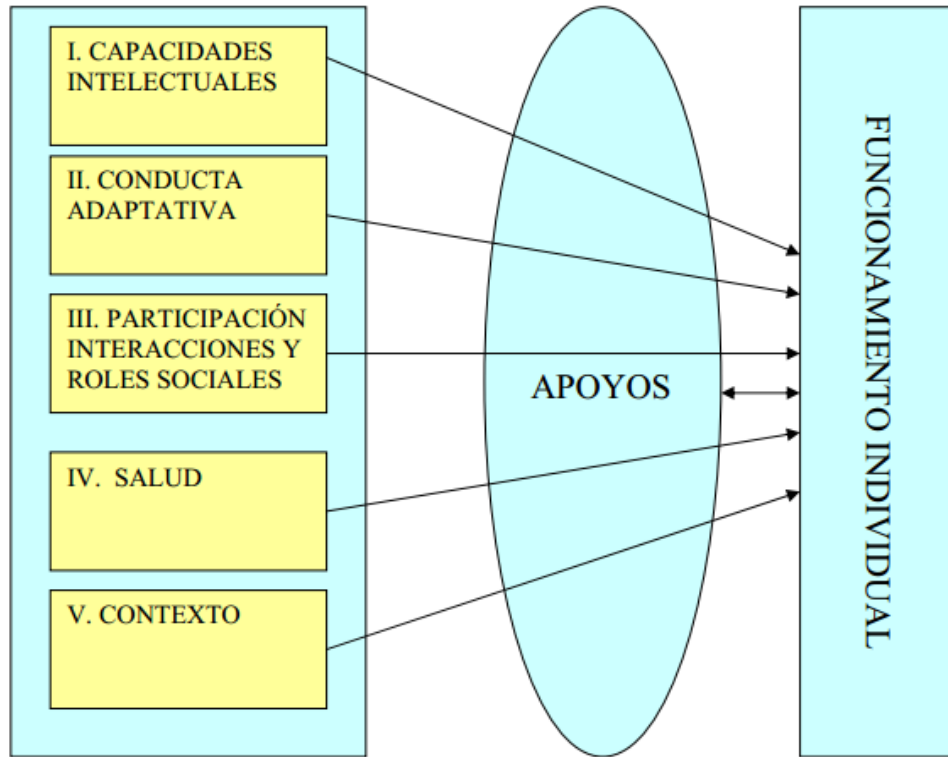 I. CAPACIDADES
INTELECTUALES
II. CONDUCTA
ADAPTATIVA
III. PARTICIPACIÓN
INTERACCIONES Y
ROLES SOCIALES
IV. SALUD
V. CONTEXTO
APOYOS
FUNCIONAMIENTO INDIVIDUAL